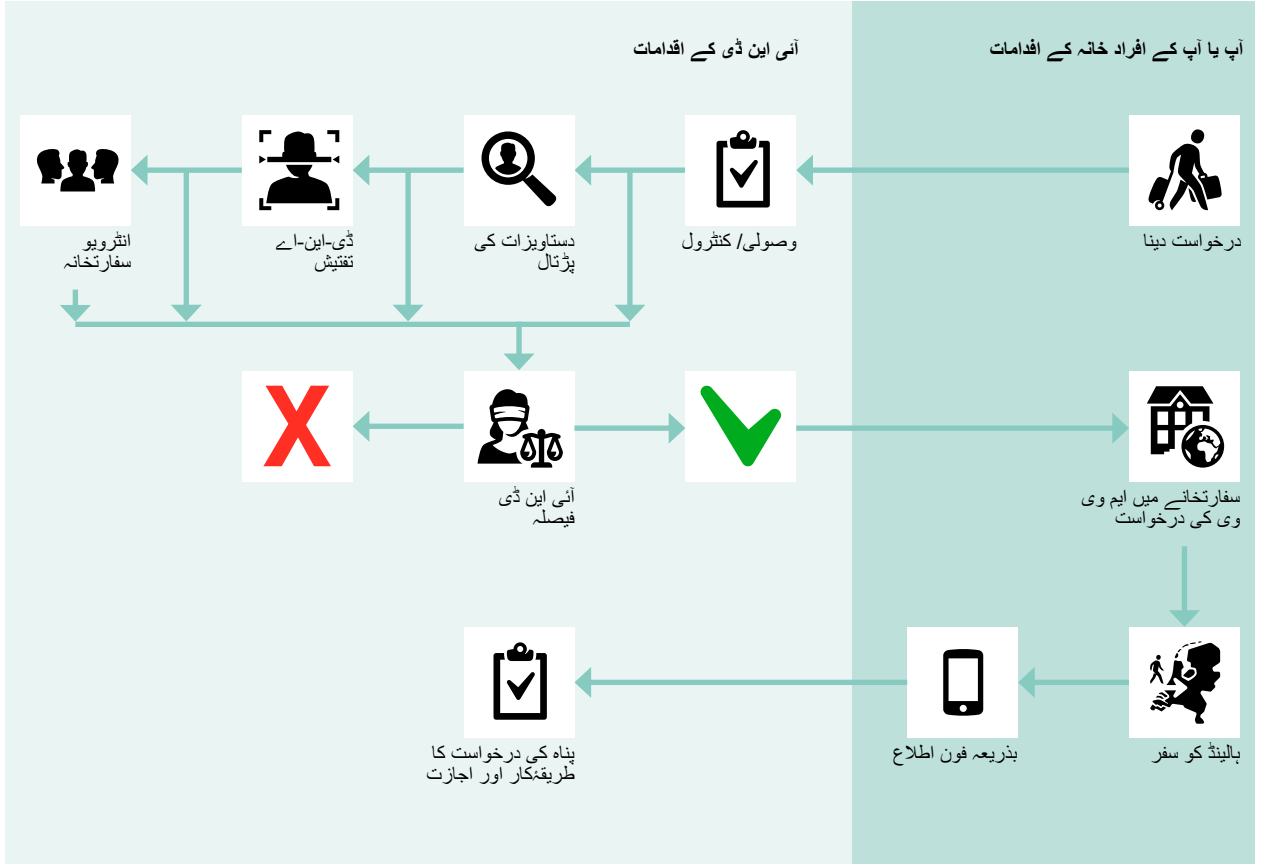 آپ یا آپ کے افراد خانہ کے اقدامات
آئی این ڈی کے اقدامات
درخواست دینا
وصولی/ کنٹرول
دستاویزات کی
پڑتال
ڈی-این-اے
تفتیش
انٹرویو
سفارتخانہ
آئی این ڈی
فیصلہ
سفارتخانے میں ایم وی
وی کی درخواست
ہالینڈ کو سفر
بذریعہ فون اطلاع
پناہ کی درخواست کا
طریقۂکار اور اجازت